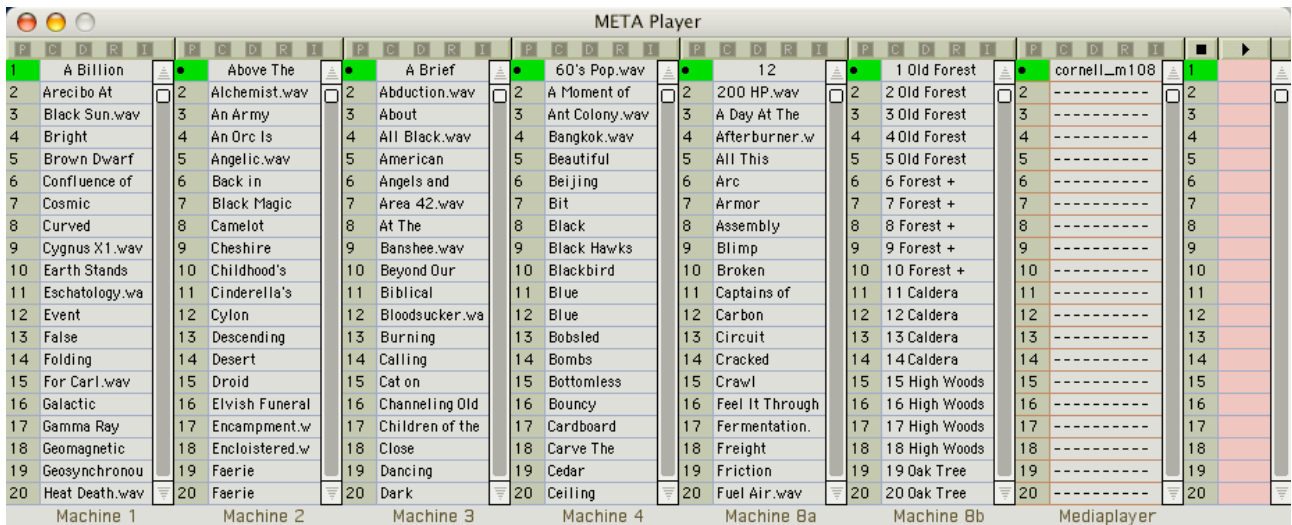 META Player
P C D R I P C D R I P C D R I P C D R I P C D R I P C D R I P C D R I
1 A Billion Above The A Brief 60's Pop.wav 12 1 Old Forest cornell_m108 1
2 Arecibo At 2 Alchemist.wav 2 Abduction.wav 2 A Moment of 2 200 HP.wav 2 2 Old Forest 2 ---------- 2
3 Black Sun.wav 3 An Army 3 About 3 Ant Colony.wav 3 A Day At The 3 3 Old Forest 3 ---------- 3
4 Bright 4 An Orc Is 4 All Black.wav 4 Bangkok.wav 4 Afterburner.w 4 4 Old Forest 4 ---------- 4
5 Brown Dwarf 5 Angelic.wav 5 American 5 Beautiful 5 All This 5 5 Old Forest 5 ---------- 5
6 Confluence of 6 Back in 6 Angels and 6 Beijing 6 Arc 6 6 Forest + 6 ---------- 6
7 Cosmic 7 Black Magic 7 Area 42.wav 7 Bit 7 Armor 7 7 Forest + 7 ---------- 7
8 Curved 8 Camelot 8 At The 8 Black 8 Assembly 8 8 Forest + 8 ---------- 8
9 Cygnus X1.wav 9 Cheshire 9 Banshee.wav 9 Black Hawks 9 Blimp 9 9 Forest + 9 ---------- 9
10 Earth Stands 10 Childhood's 10 Beyond Our 10 Blackbird 10 Broken 10 10 Forest + 10 ---------- 10
11 Eschatology.wa 11 Cinderella's 11 Biblical 11 Blue 11 Captains of 11 11 Caldera 11 ---------- 11
12 Event 12 Cylon 12 Bloodsucker.wa 12 Blue 12 Carbon 12 12 Caldera 12 ---------- 12
13 False 13 Descending 13 Burning 13 Bobsled 13 Circuit 13 13 Caldera 13 ---------- 13
14 Folding 14 Desert 14 Calling 14 Bombs 14 Cracked 14 14 Caldera 14 ---------- 14
15 For Carl.wav 15 Droid 15 Cat on 15 Bottomless 15 Crawl 15 15 High Woods 15 ---------- 15
16 Galactic 16 Elvish Funeral 16 Channeling Old 16 Bouncy 16 Feel It Through 16 16 High Woods 16 ---------- 16
17 Gamma Ray 17 Encampment.w 17 Children of the 17 Cardboard 17 Fermentation. 17 17 High Woods 17 ---------- 17
18 Geomagnetic 18 Encloistered.w 18 Close 18 Carve The 18 Freight 18 18 High Woods 18 ---------- 18
19 Geosynchronou 19 Faerie 19 Dancing 19 Cedar 19 Friction 19 19 Oak Tree 19 ---------- 19
20 Heat Death.wav 20 Faerie 20 Dark 20 Ceiling 20 Fuel Air.wav 20 20 Oak Tree 20 ---------- 20
Machine 1 Machine 2 Machine 3 Machine 4 Machine 8a Machine 8b Mediaplayer